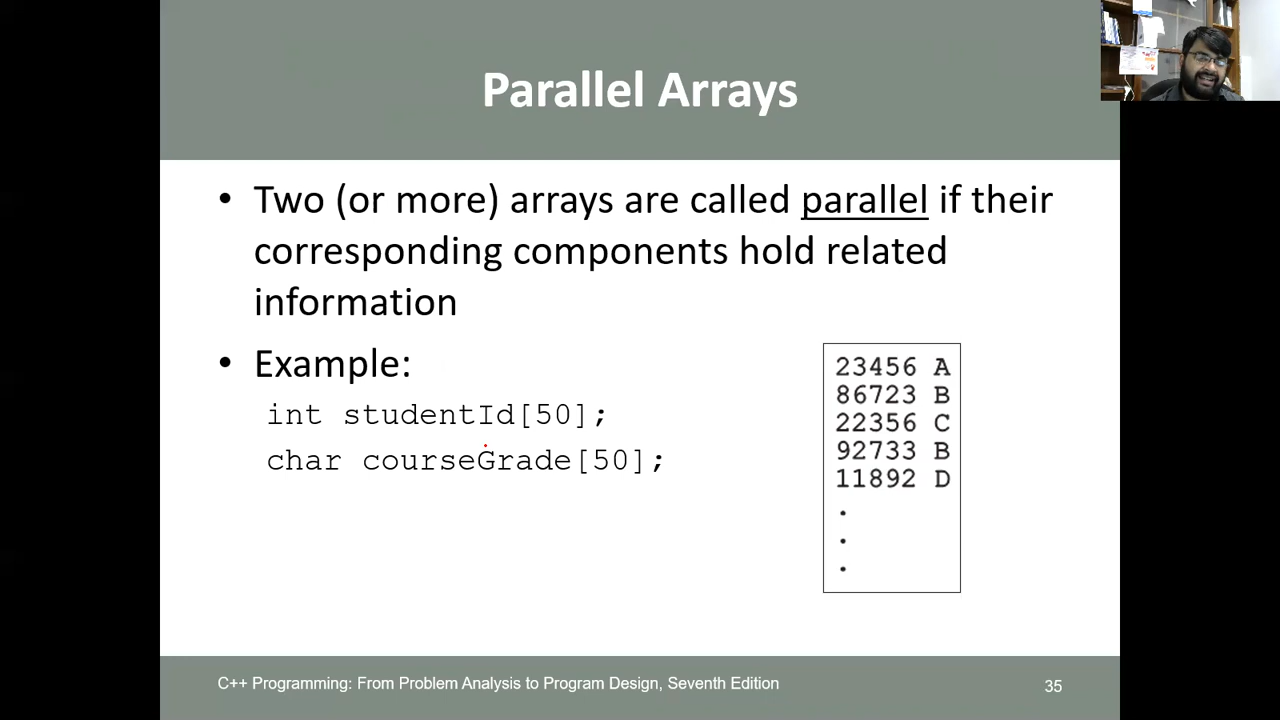 Parallel Arrays
• Two (or more) arrays are called parallel if their
corresponding components hold related
information
• Example:
int studentId[50];
char courseGrade[50];
23456 A
86723 B
22356 C
92733 B
11892 D
.
.
.
C++ Programming: From Problem Analysis to Program Design, Seventh Edition
35